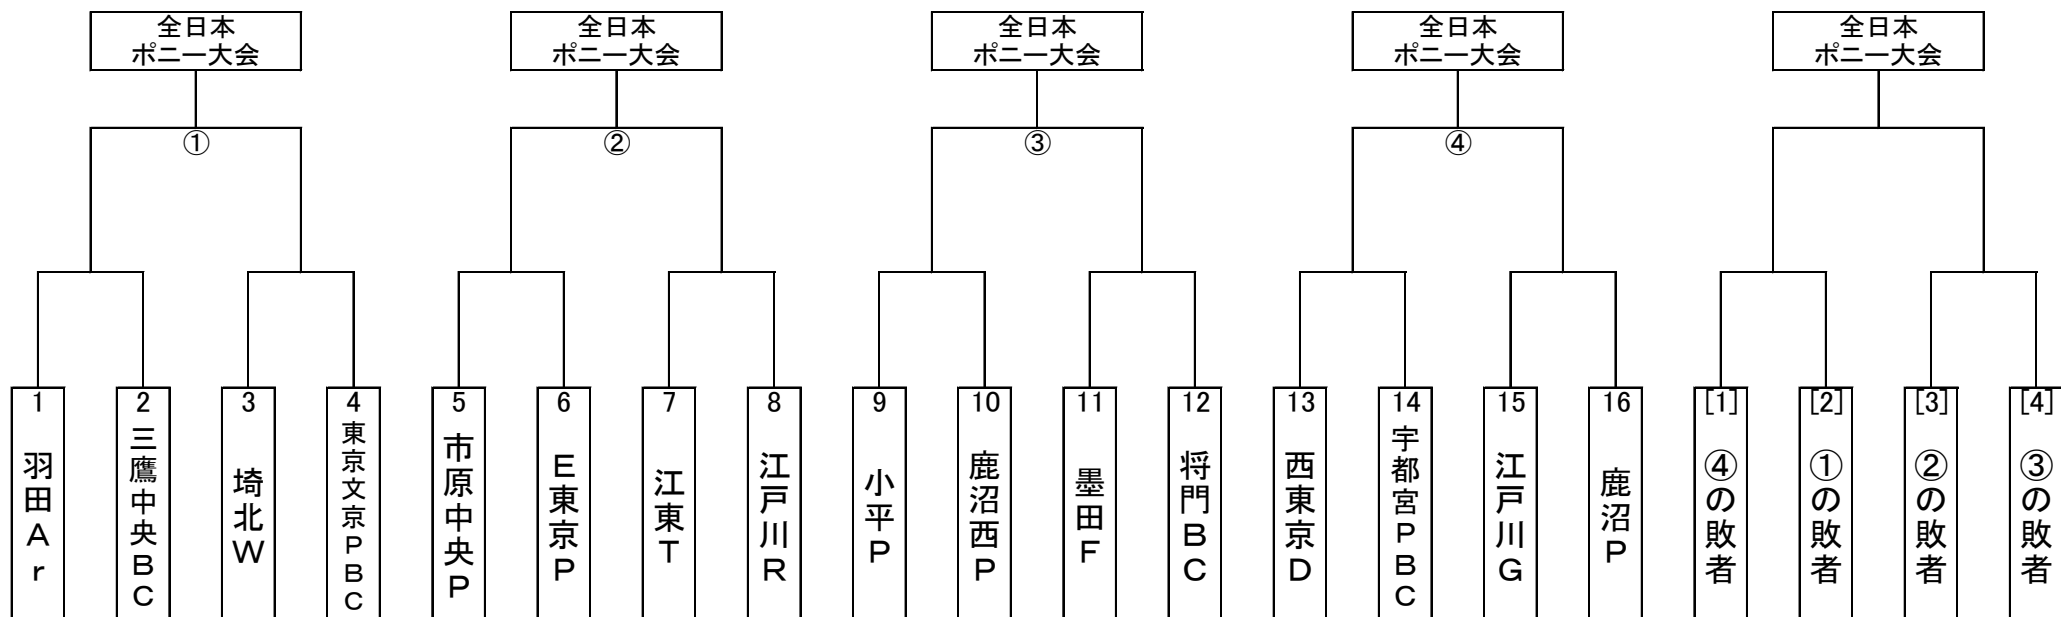 全日本
ポニー大会
全日本
ポニー大会
全日本
ポニー大会
全日本
ポニー大会
全日本
ポニー大会
①
②
③
④
1
羽田Ar
2
三鷹中央BC
3
埼北W
4
東京文京PBC
5
市原中央P
6
E東京P
7
江東T
8
江戸川R
9
小平P
10
鹿沼西P
11
墨田F
12
将門BC
13
西東京D
14
宇都宮PBC
15
江戸川G
16
鹿沼P
[1]
④の敗者
[2]
①の敗者
[3]
②の敗者
[4]
③の敗者